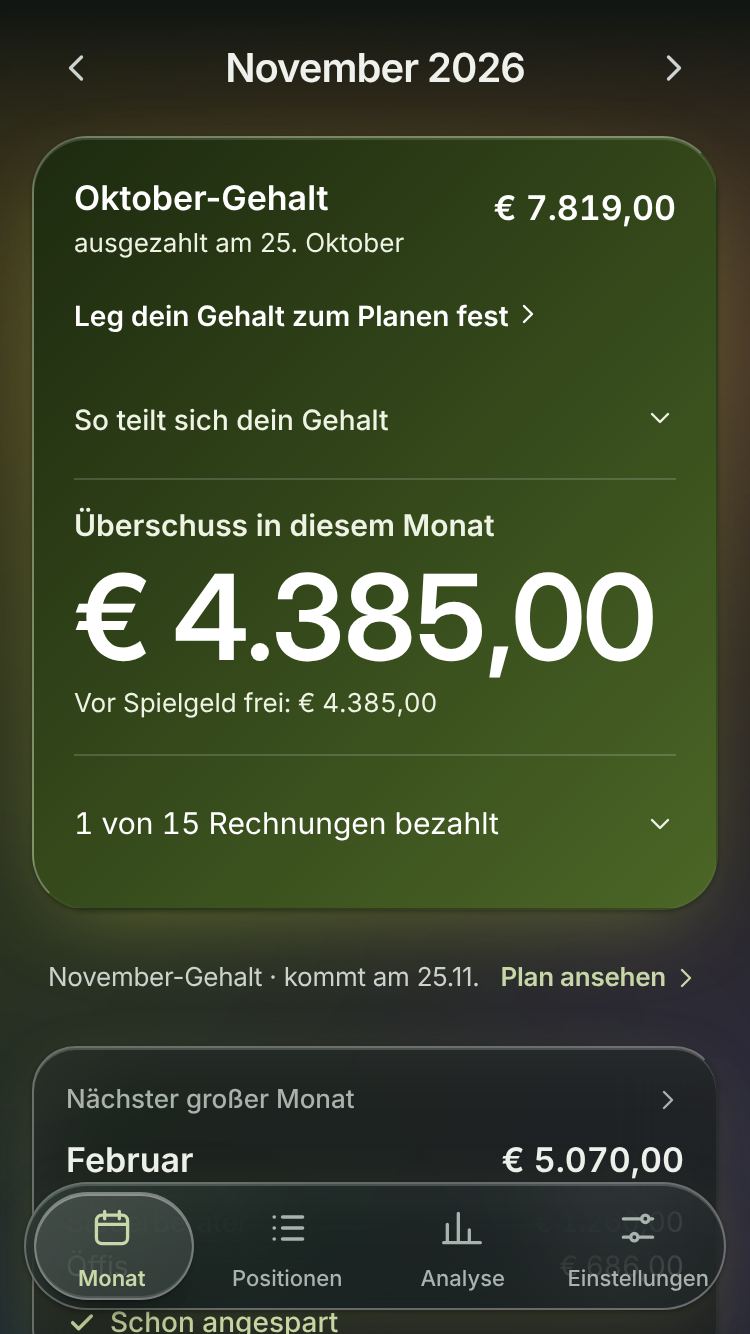 November 2026
Oktober-Gehalt
€ 7.819,00
ausgezahlt am 25. Oktober
Leg dein Gehalt zum Planen fest
So teilt sich dein Gehalt
Überschuss in diesem Monat
€ 4.385,00
Vor Spielgeld frei: € 4.385,00
1 von 15 Rechnungen bezahlt
November-Gehalt · kommt am 25.11. Plan ansehen
Nächster großer Monat
Februar € 5.070,00
Öffis € 686,00
Monat Positionen Analyse Einstellungen
Schon angespart